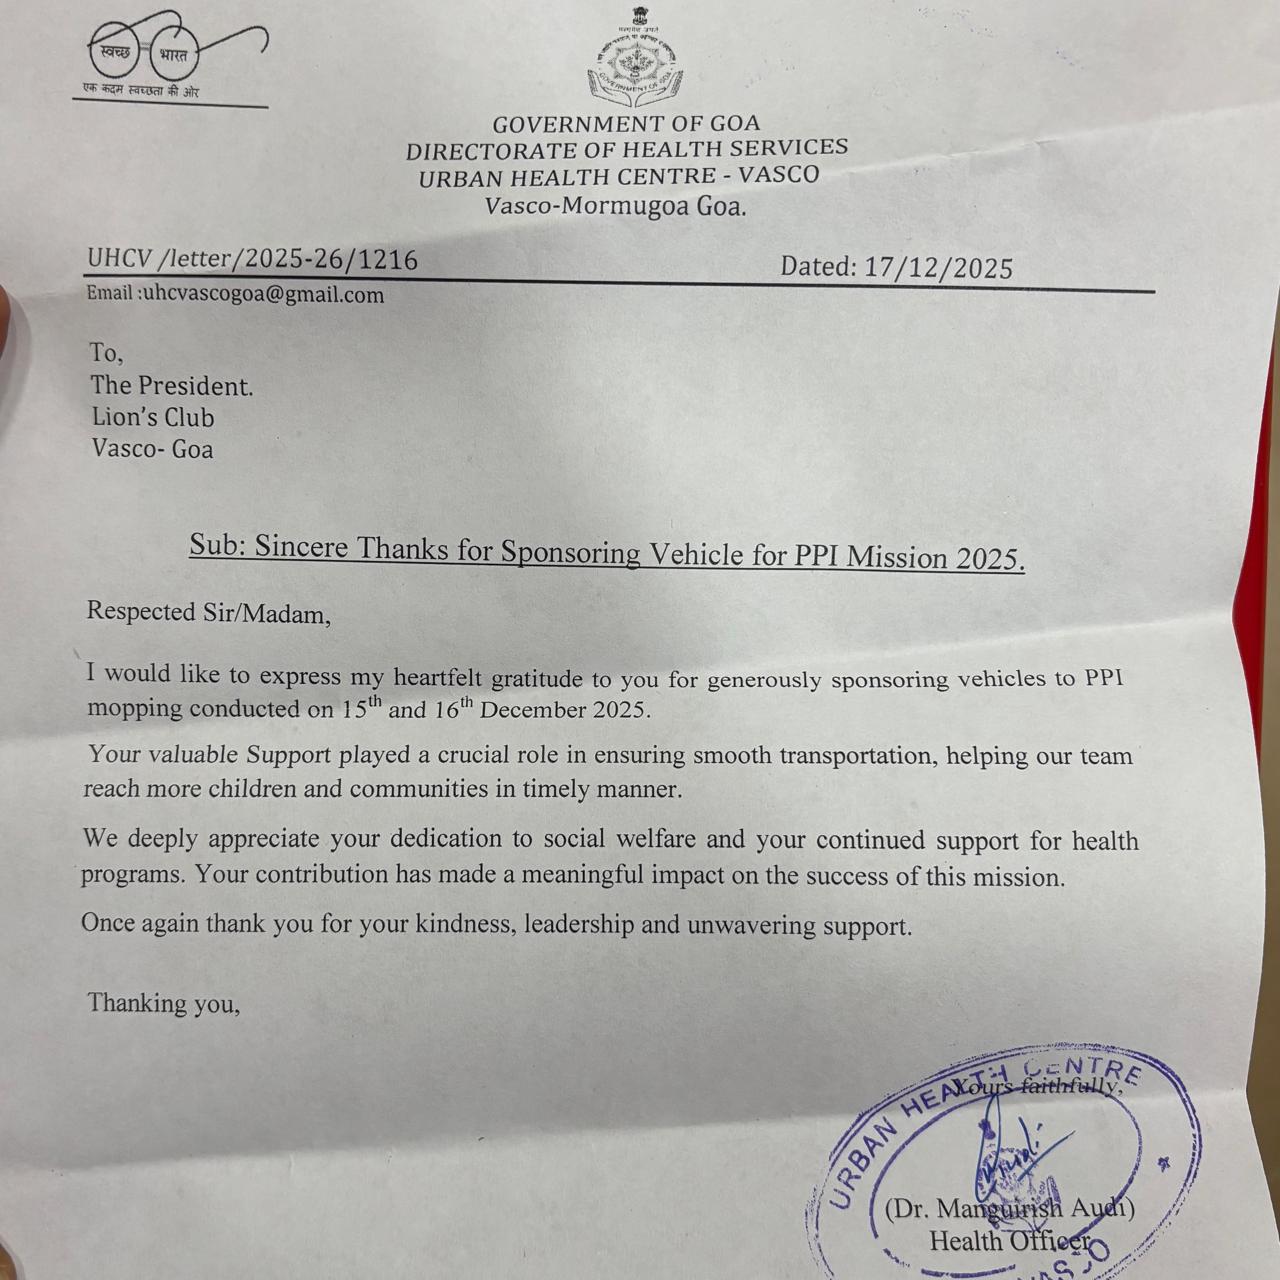 स्वच्छ भारत
एक कदम स्वच्छता की ओर
GOVERNMENT OF GOA
GOVERNMENT OF GOA
DIRECTORATE OF HEALTH SERVICES
URBAN HEALTH CENTRE - VASCO
Vasco-Mormugoa Goa.
UHCV /letter/2025-26/1216
Dated: 17/12/2025
Email :uhcvascogoa@gmail.com
To,
The President.
Lion's Club
Vasco- Goa
Sub: Sincere Thanks for Sponsoring Vehicle for PPI Mission 2025.
Respected Sir/Madam,
I would like to express my heartfelt gratitude to you for generously sponsoring vehicles to PPI
mopping conducted on 15th and 16th December 2025.
Your valuable Support played a crucial role in ensuring smooth transportation, helping our team
reach more children and communities in timely manner.
We deeply appreciate your dedication to social welfare and your continued support for health
programs. Your contribution has made a meaningful impact on the success of this mission.
Once again thank you for your kindness, leadership and unwavering support.
Thanking you,
Yours faithfully,
(Dr. Manguirish Audi)
Health Officer
URBAN HEALTH CENTRE
VASCO